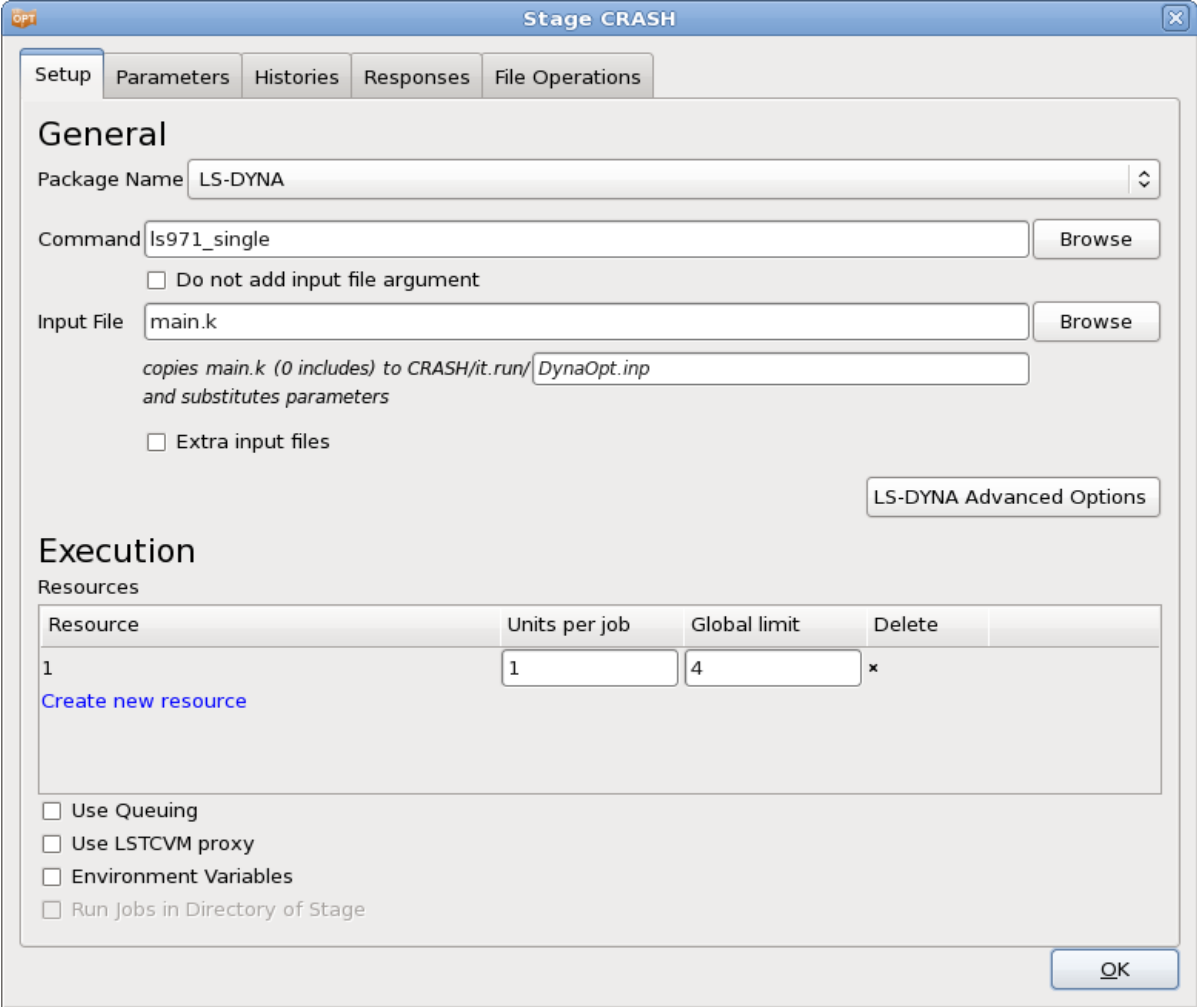 OPT
Stage CRASH
Setup Parameters Histories Responses File Operations
General
Package Name LS-DYNA
Command ls971_single Browse
Do not add input file argument
Input File main.k Browse
copies main.k (0 includes) to CRASH/it.run/ DynaOpt.inp
and substitutes parameters
Extra input files
LS-DYNA Advanced Options
Execution
Resources
Resource Units per job Global limit Delete
1 1 4 ×
Create new resource
Use Queuing
Use LSTCVM proxy
Environment Variables
Run Jobs in Directory of Stage
OK